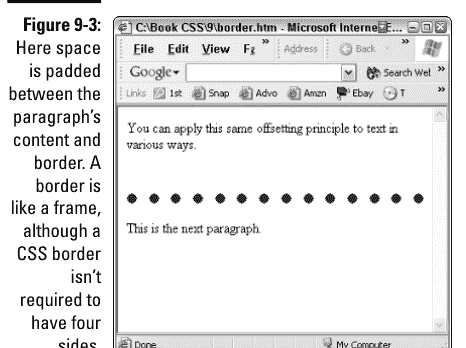 Figure 9-3:
Here space
is padded
between the
paragraph's
content and
border. A
border is
like a frame,
although a
CSS border
isn't
required to
have four
sides.
C:\Book CSS\9\border.htm - Microsoft Interne E...
File Edit View F »
Address Back »
Google Search Wel »
Links 1st Snap Advo Amzn Ebay T »
You can apply this same offsetting principle to text in
various ways.
This is the next paragraph.
Done My Computer